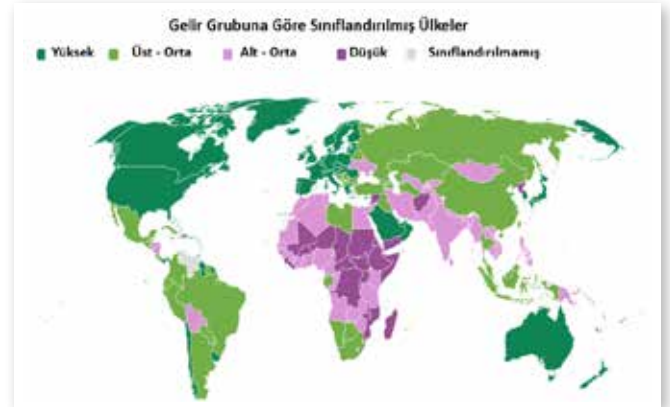 Gelir Grubuna Göre Sınıflandırılmış Ülkeler
Yüksek Üst - Orta Alt - Orta Düşük Sınıflandırılmamış